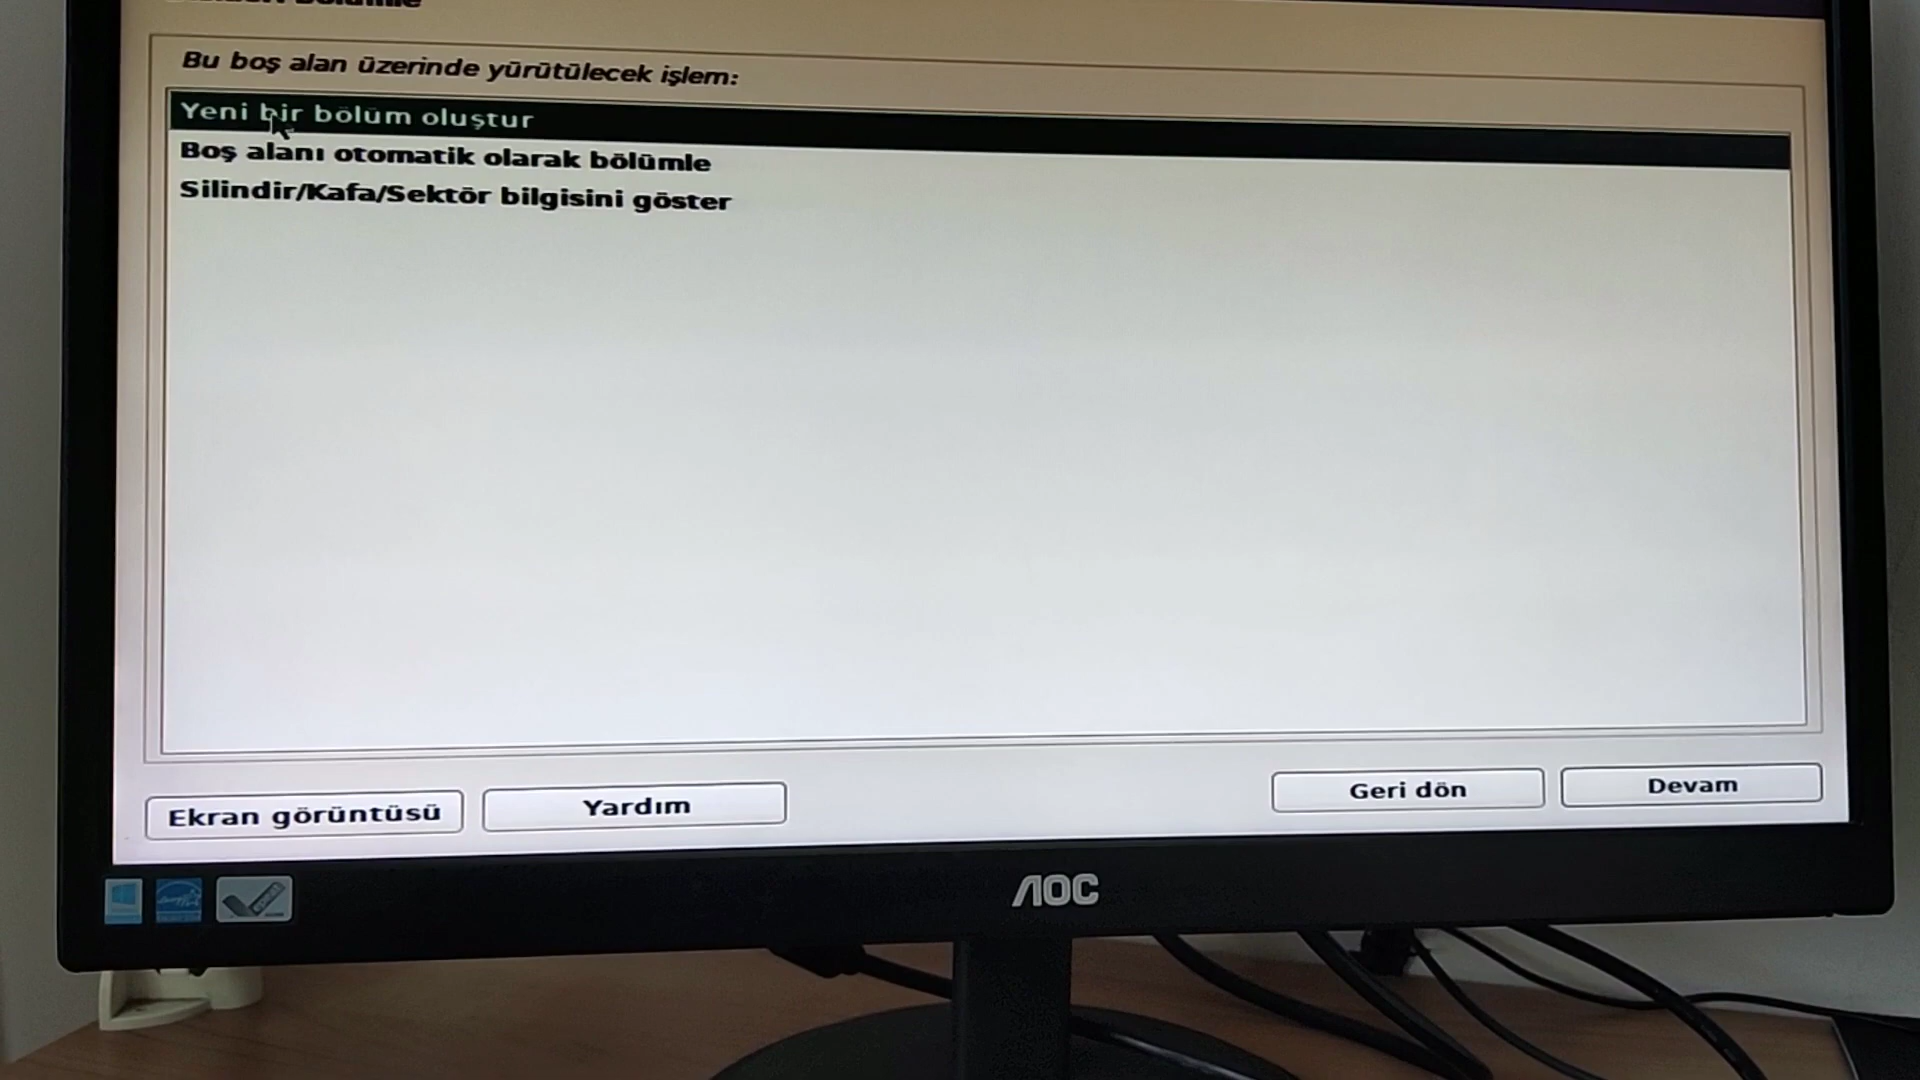 Bu boş alan üzerinde yürütülecek işlem:
Yeni bir bölüm oluştur
Boş alanı otomatik olarak bölümle
Silindir/Kafa/Sektör bilgisini göster
Ekran görüntüsü
Yardım
Geri dön
Devam
AOC